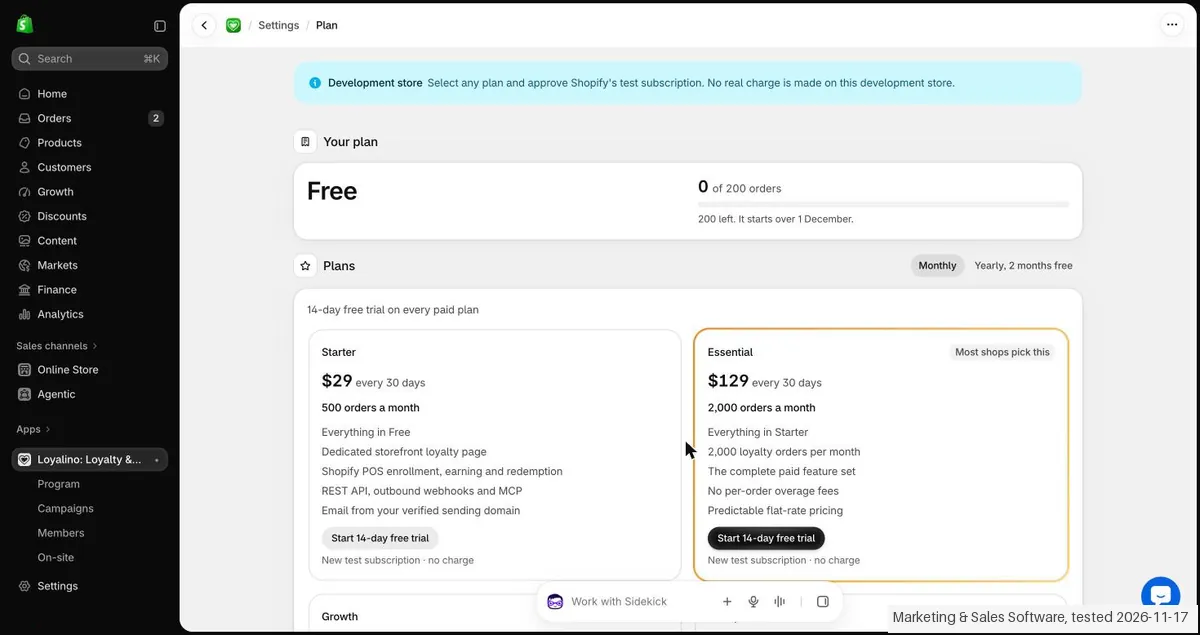 Settings / Plan
Search ⌘K
Home
Orders 2
Products
Customers
Growth
Discounts
Content
Markets
Finance
Analytics
Sales channels
Online Store
Agentic
Apps
Loyalino: Loyalty &...
Program
Campaigns
Members
On-site
Settings
Development store Select any plan and approve Shopify's test subscription. No real charge is made on this development store.
Your plan
Free
0 of 200 orders
200 left. It starts over 1 December.
Plans
Monthly Yearly, 2 months free
14-day free trial on every paid plan
Starter
$29 every 30 days
500 orders a month
Everything in Free
Dedicated storefront loyalty page
Shopify POS enrollment, earning and redemption
REST API, outbound webhooks and MCP
Email from your verified sending domain
Start 14-day free trial
New test subscription · no charge
Essential Most shops pick this
$129 every 30 days
2,000 orders a month
Everything in Starter
2,000 loyalty orders per month
The complete paid feature set
No per-order overage fees
Predictable flat-rate pricing
Start 14-day free trial
New test subscription · no charge
Growth
Work with Sidekick
Marketing & Sales Software, tested 2026-11-17